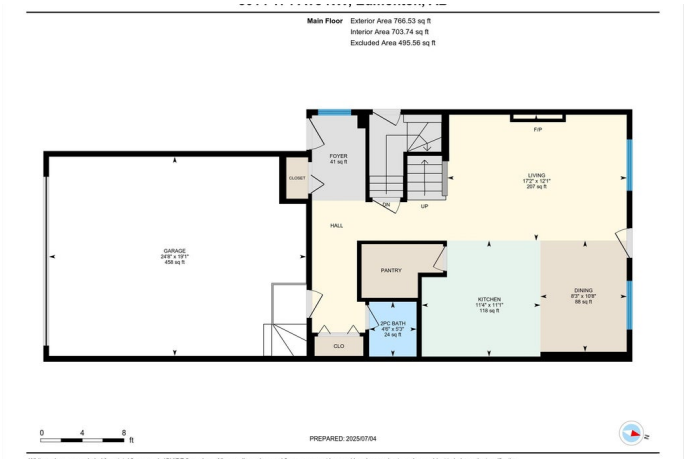 Main Floor Exterior Area 766.53 sq ft
Interior Area 703.74 sq ft
Excluded Area 495.56 sq ft
F/P
FOYER
41 sq ft
CLOSET
LIVING
17'2" x 12'1"
207 sq ft
DN
UP
HALL
GARAGE
24'8" x 19'1"
458 sq ft
PANTRY
KITCHEN
11'4" x 11'1"
118 sq ft
DINING
8'3" x 10'8"
88 sq ft
2PC BATH
4'6" x 5'3"
24 sq ft
CLO
0 4 8
ft
PREPARED: 2025/07/04
N